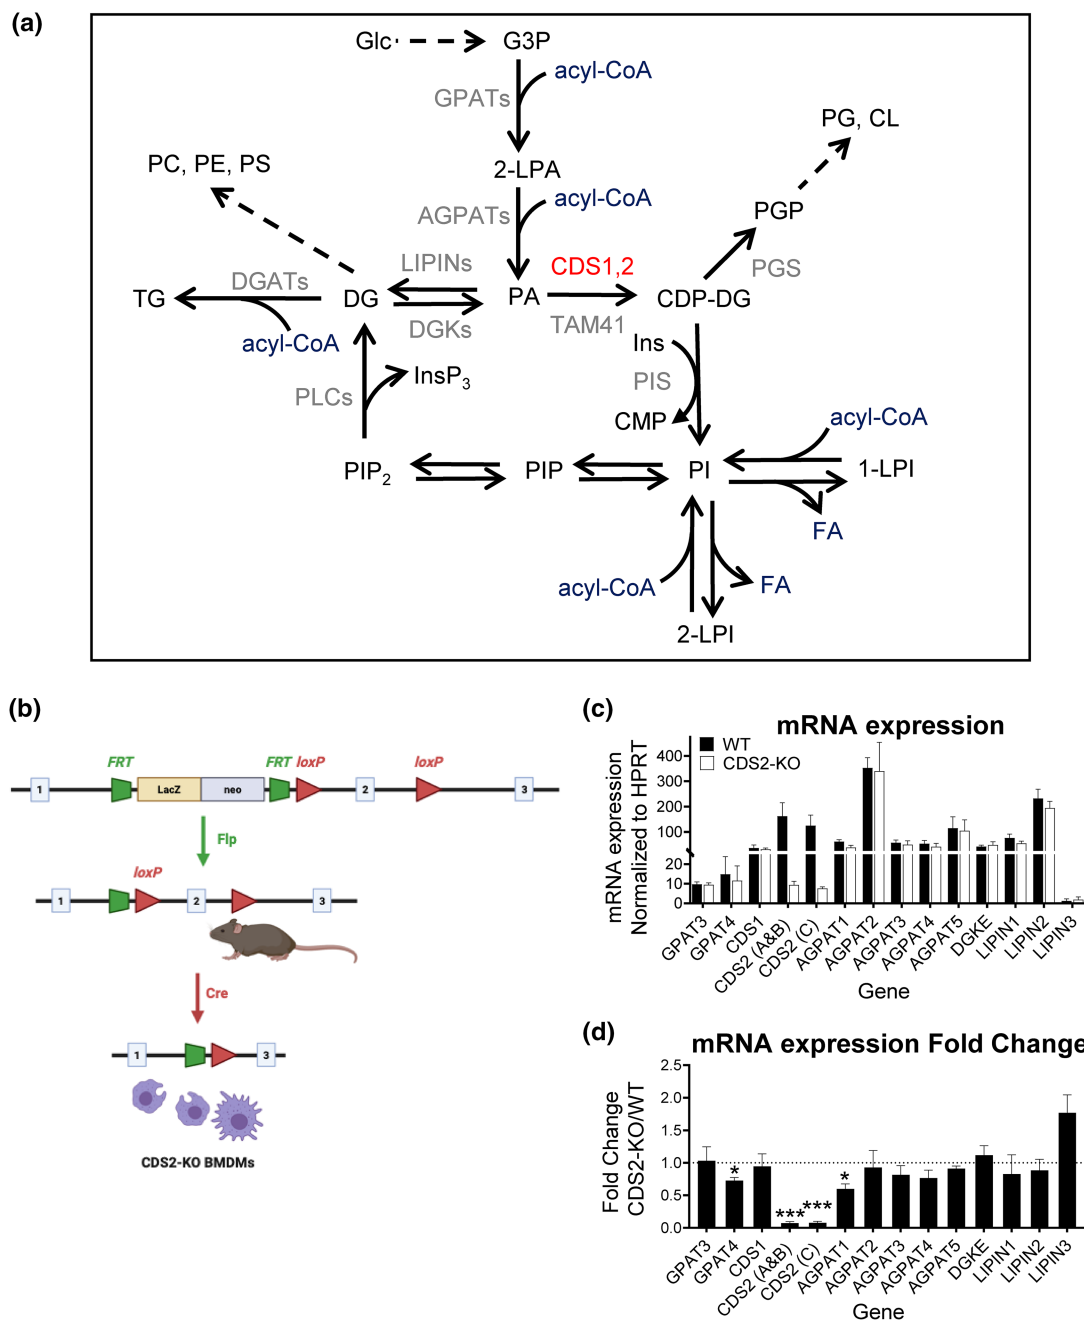 (a)
Glc
G3P
acyl-CoA
GPATs
PG, CL
PC, PE, PS
2-LPA
acyl-CoA
AGPATs
PGP
LIPINs
CDS1,2
PGS
DGATs
TG
DG
PA
CDP-DG
DGKs
TAM41
acyl-CoA
Ins
InsP3
PIS
PLCs
CMP
acyl-CoA
PIP2
PIP
PI
1-LPI
FA
acyl-CoA
FA
2-LPI
(b)
FRT
FRT loxP
loxP
1
LacZ
neo
2
3
Flp
loxP
1
2
3
Cre
1
3
CDS2-KO BMDMs
(c)
mRNA expression
WT
CDS2-KO
mRNA expression
Normalized to HPRT
400
300
200
100
20
10
0
GPAT3
GPAT4
CDS1
CDS2 (A&B)
CDS2 (C)
AGPAT1
AGPAT2
AGPAT3
AGPAT4
AGPAT5
DGKE
LIPIN1
LIPIN2
LIPIN3
Gene
(d)
mRNA expression Fold Change
Fold Change
CDS2-KO/WT
2.5
2.0
1.5
1.0
0.5
0.0
*
***
***
*
GPAT3
GPAT4
CDS1
CDS2 (A&B)
CDS2 (C)
AGPAT1
AGPAT2
AGPAT3
AGPAT4
AGPAT5
DGKE
LIPIN1
LIPIN2
LIPIN3
Gene